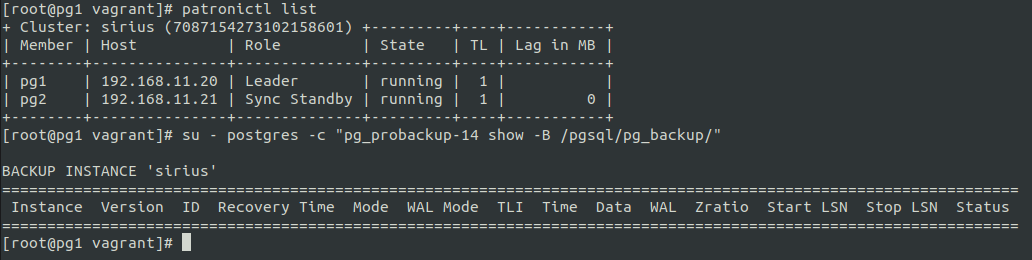 [root@pg1 vagrant]# patronictl list
+ Cluster: sirius (7087154273102158601) +---------+----+-----------+
| Member | Host          | Role         | State   | TL | Lag in MB |
+--------+---------------+--------------+---------+----+-----------+
| pg1    | 192.168.11.20 | Leader       | running |  1 |           |
| pg2    | 192.168.11.21 | Sync Standby | running |  1 |         0 |
+--------+---------------+--------------+---------+----+-----------+
[root@pg1 vagrant]# su - postgres -c "pg_probackup-14 show -B /pgsql/pg_backup/"

BACKUP INSTANCE 'sirius'
================================================================================================================
 Instance  Version  ID  Recovery Time  Mode  WAL Mode  TLI  Time  Data  WAL  Zratio  Start LSN  Stop LSN  Status
================================================================================================================
[root@pg1 vagrant]#